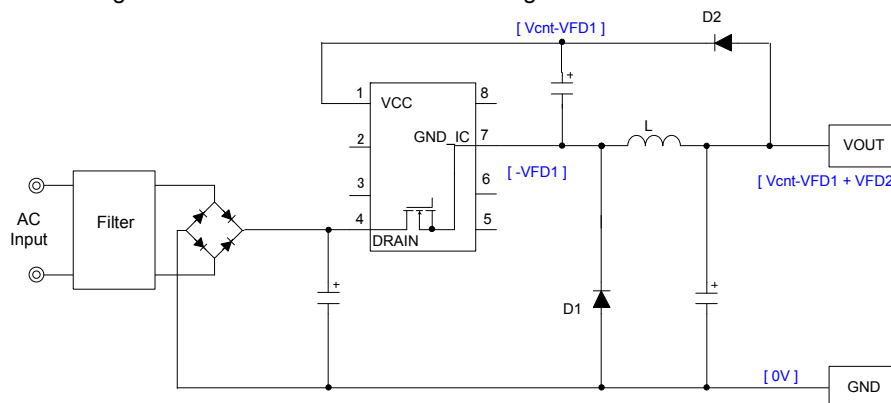 [ Vcnt-VFD1 ]
D2
+
1
VCC
8
2
GND_IC
7
L
VOUT
[ -VFD1 ]
[ Vcnt-VFD1 + VFD2 ]
3
6
AC
Input
Filter
4
5
DRAIN
+
D1
+
[ 0V ]
GND